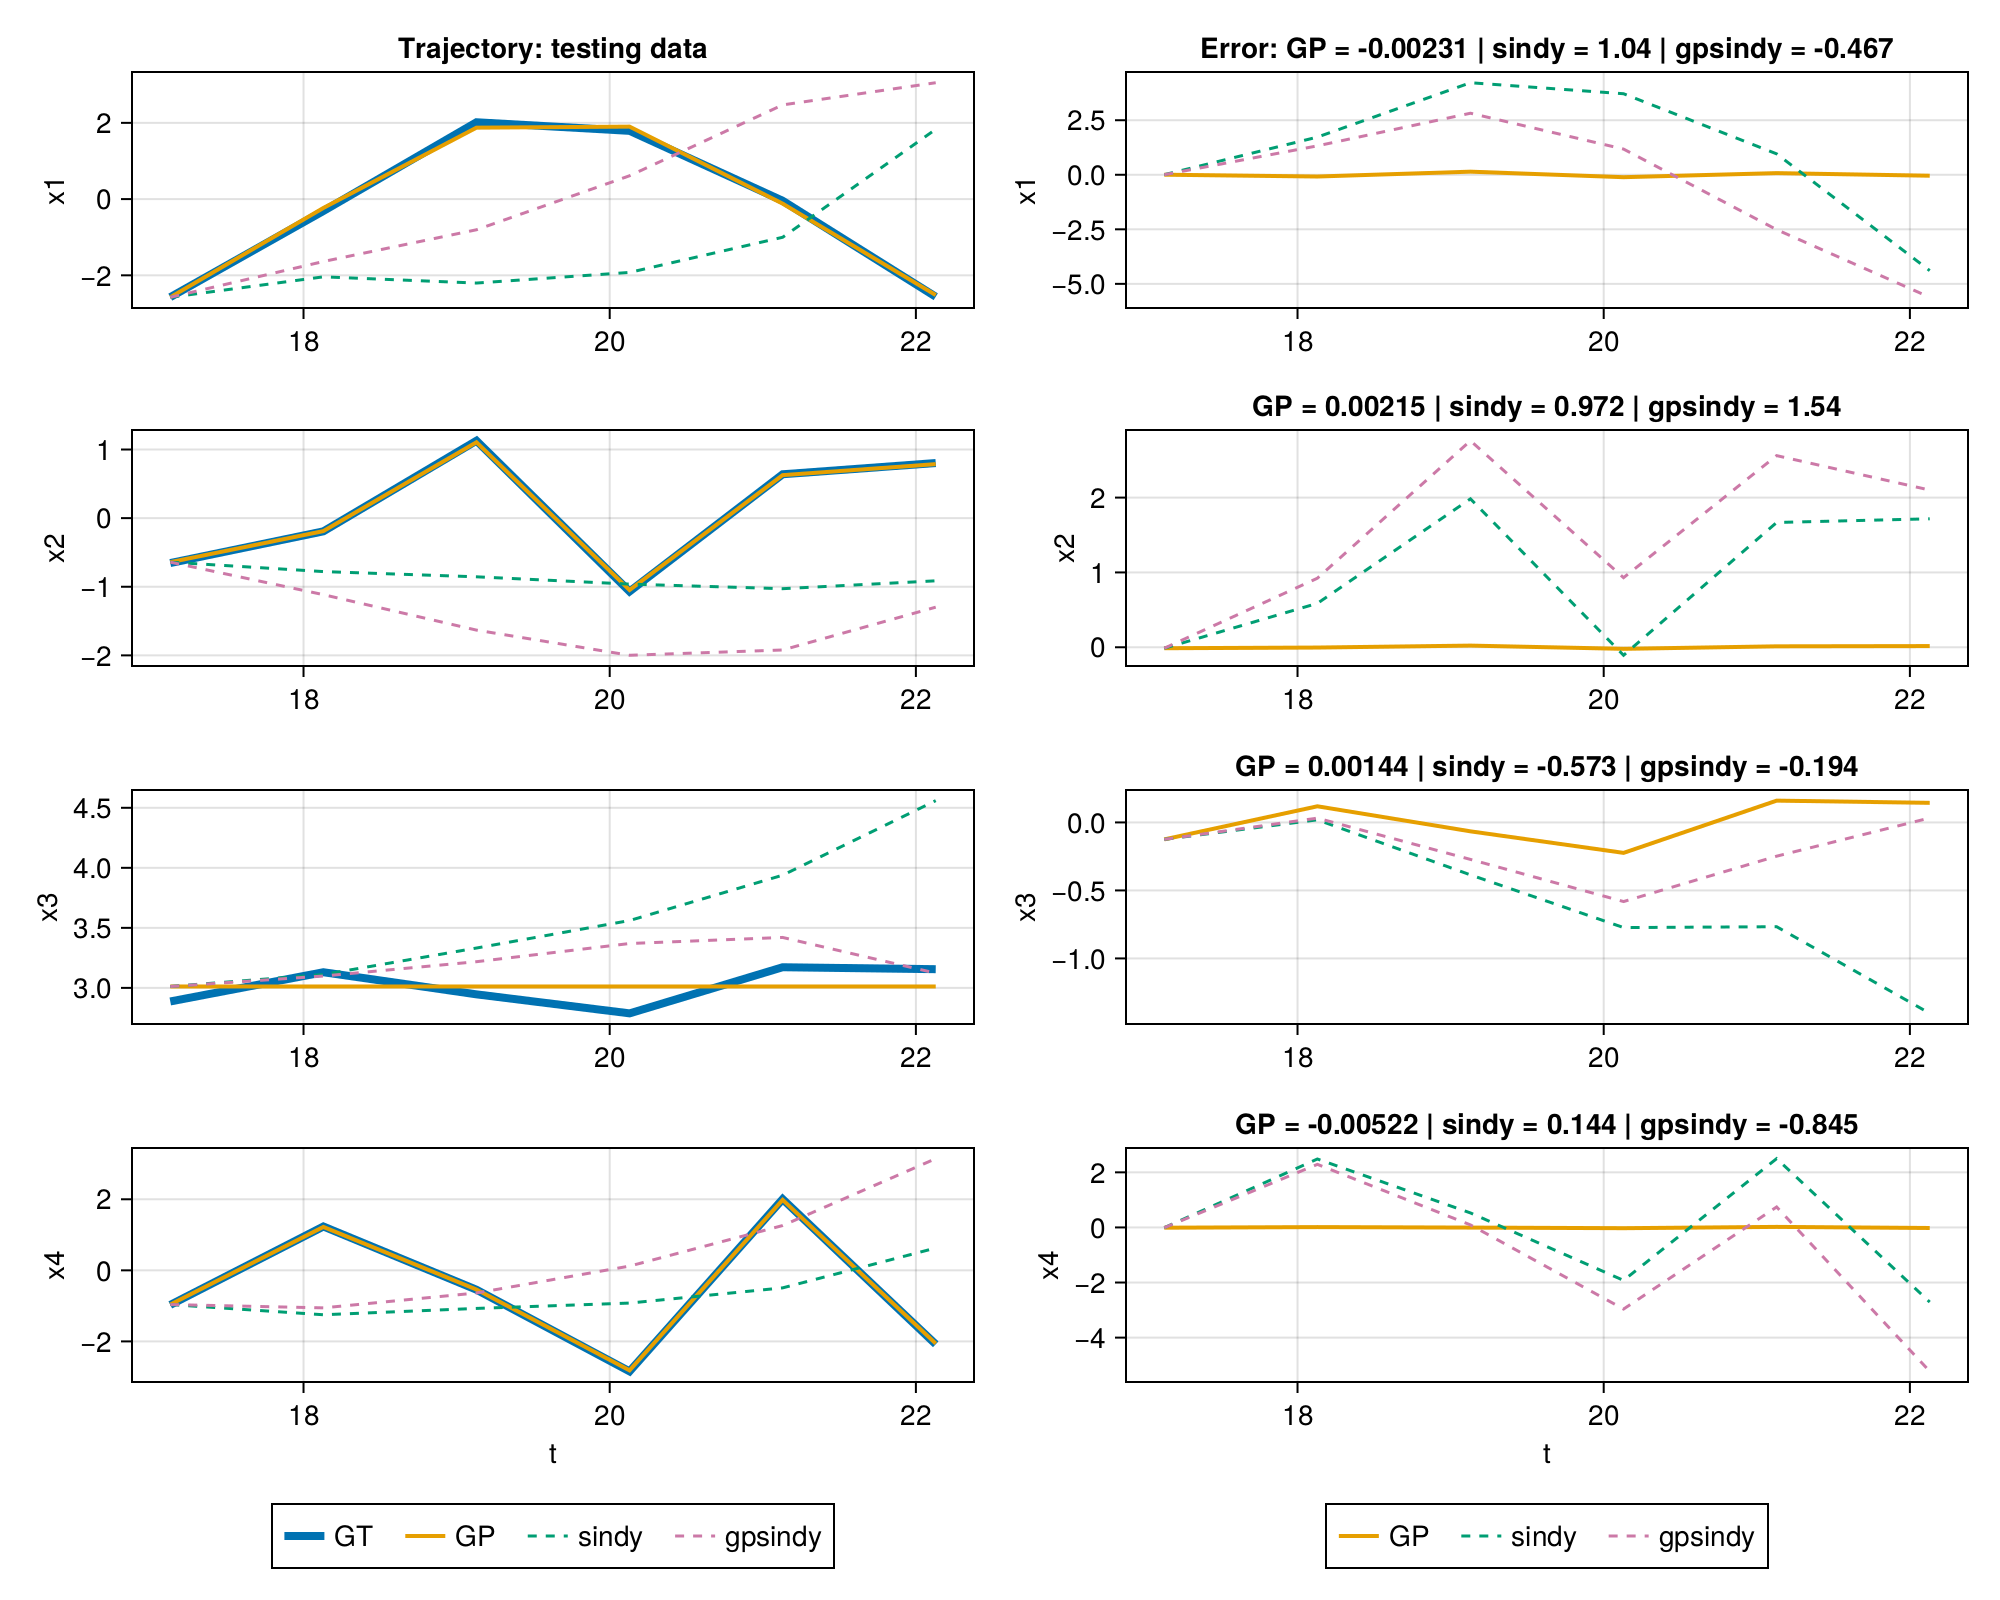 Trajectory: testing data
x1
2
0
−2
18 20 22
Error: GP = -0.00231 | sindy = 1.04 | gpsindy = -0.467
x1
2.5
0.0
−2.5
−5.0
18 20 22
x2
1
0
−1
−2
18 20 22
GP = 0.00215 | sindy = 0.972 | gpsindy = 1.54
x2
2
1
0
18 20 22
x3
4.5
4.0
3.5
3.0
18 20 22
GP = 0.00144 | sindy = -0.573 | gpsindy = -0.194
x3
0.0
−0.5
−1.0
18 20 22
x4
2
0
−2
18 20 22
t
GP = -0.00522 | sindy = 0.144 | gpsindy = -0.845
x4
2
0
−2
−4
18 20 22
t
GT GP sindy gpsindy
GP sindy gpsindy